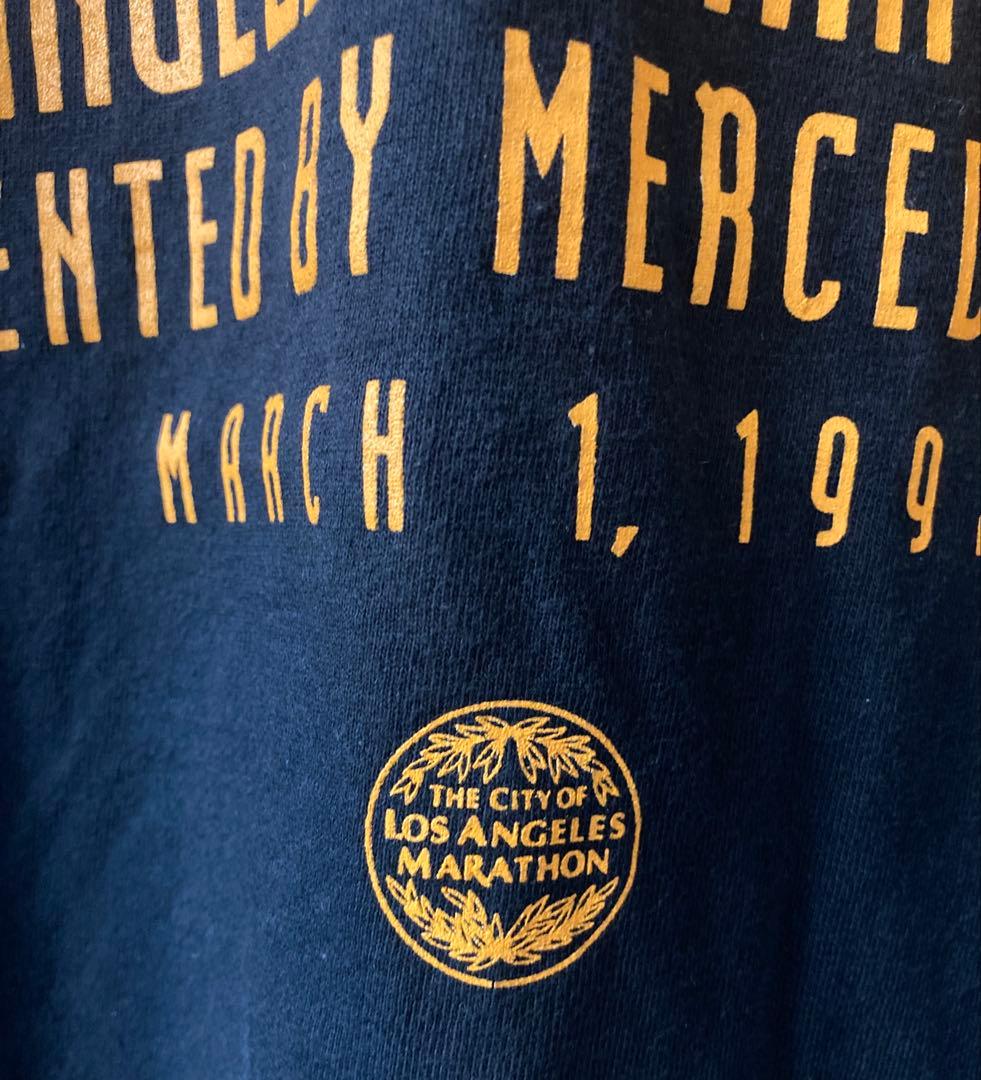 ENTED BY MERCED
MARCH 1, 199
THE CITY OF
LOS ANGELES
MARATHON